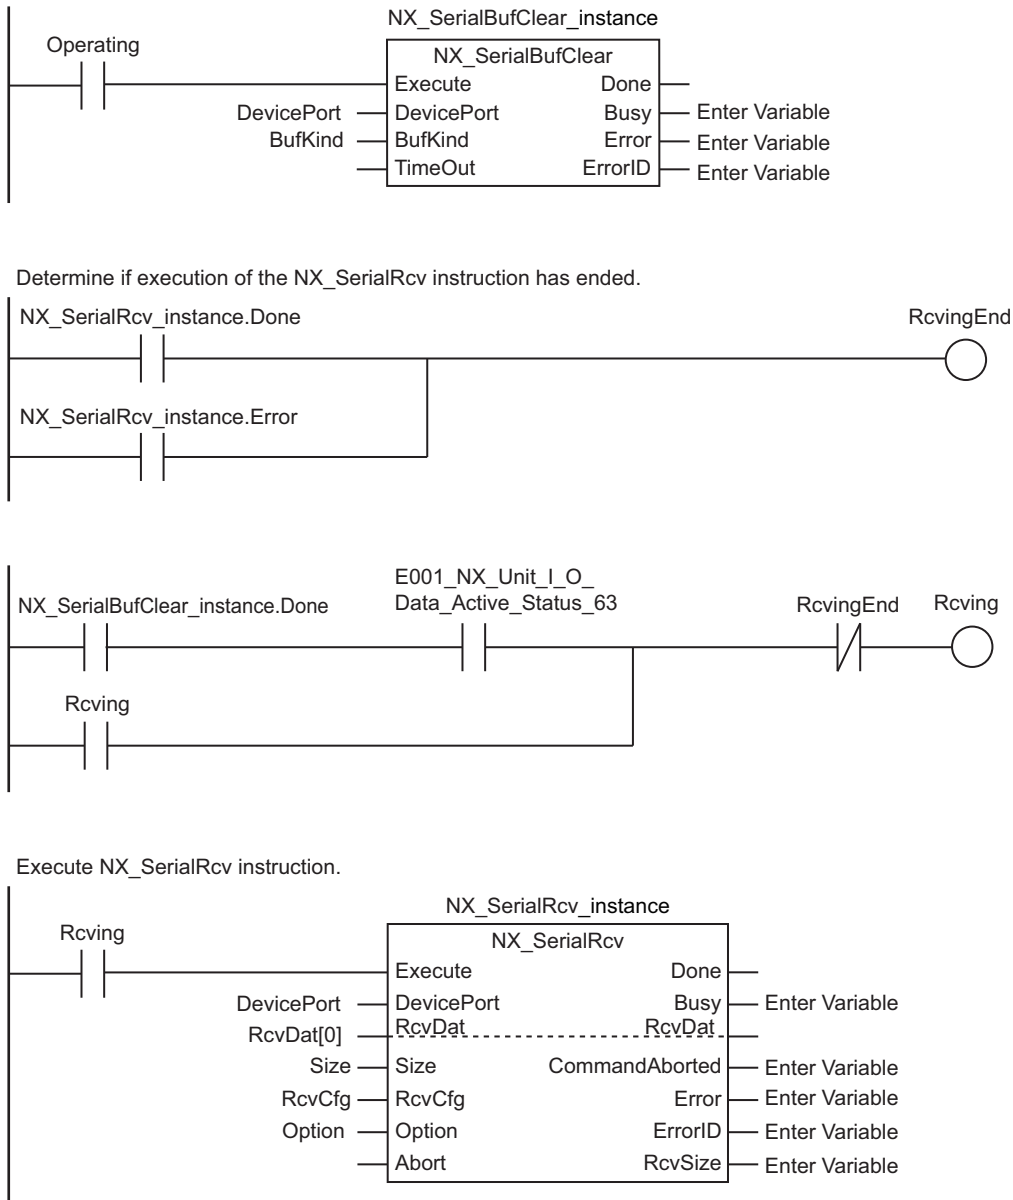 NX_SerialBufClear_instance
Operating
NX_SerialBufClear
Execute Done
DevicePort DevicePort Busy Enter Variable
BufKind BufKind Error Enter Variable
TimeOut ErrorID Enter Variable
Determine if execution of the NX_SerialRcv instruction has ended.
NX_SerialRcv_instance.Done RcvingEnd
NX_SerialRcv_instance.Error
E001_NX_Unit_I_O_
NX_SerialBufClear_instance.Done Data_Active_Status_63 RcvingEnd Rcving
Rcving
Execute NX_SerialRcv instruction.
NX_SerialRcv_instance
Rcving
NX_SerialRcv
Execute Done
DevicePort DevicePort Busy Enter Variable
RcvDat[0] RcvDat RcvDat
Size Size CommandAborted Enter Variable
RcvCfg RcvCfg Error Enter Variable
Option Option ErrorID Enter Variable
Abort RcvSize Enter Variable